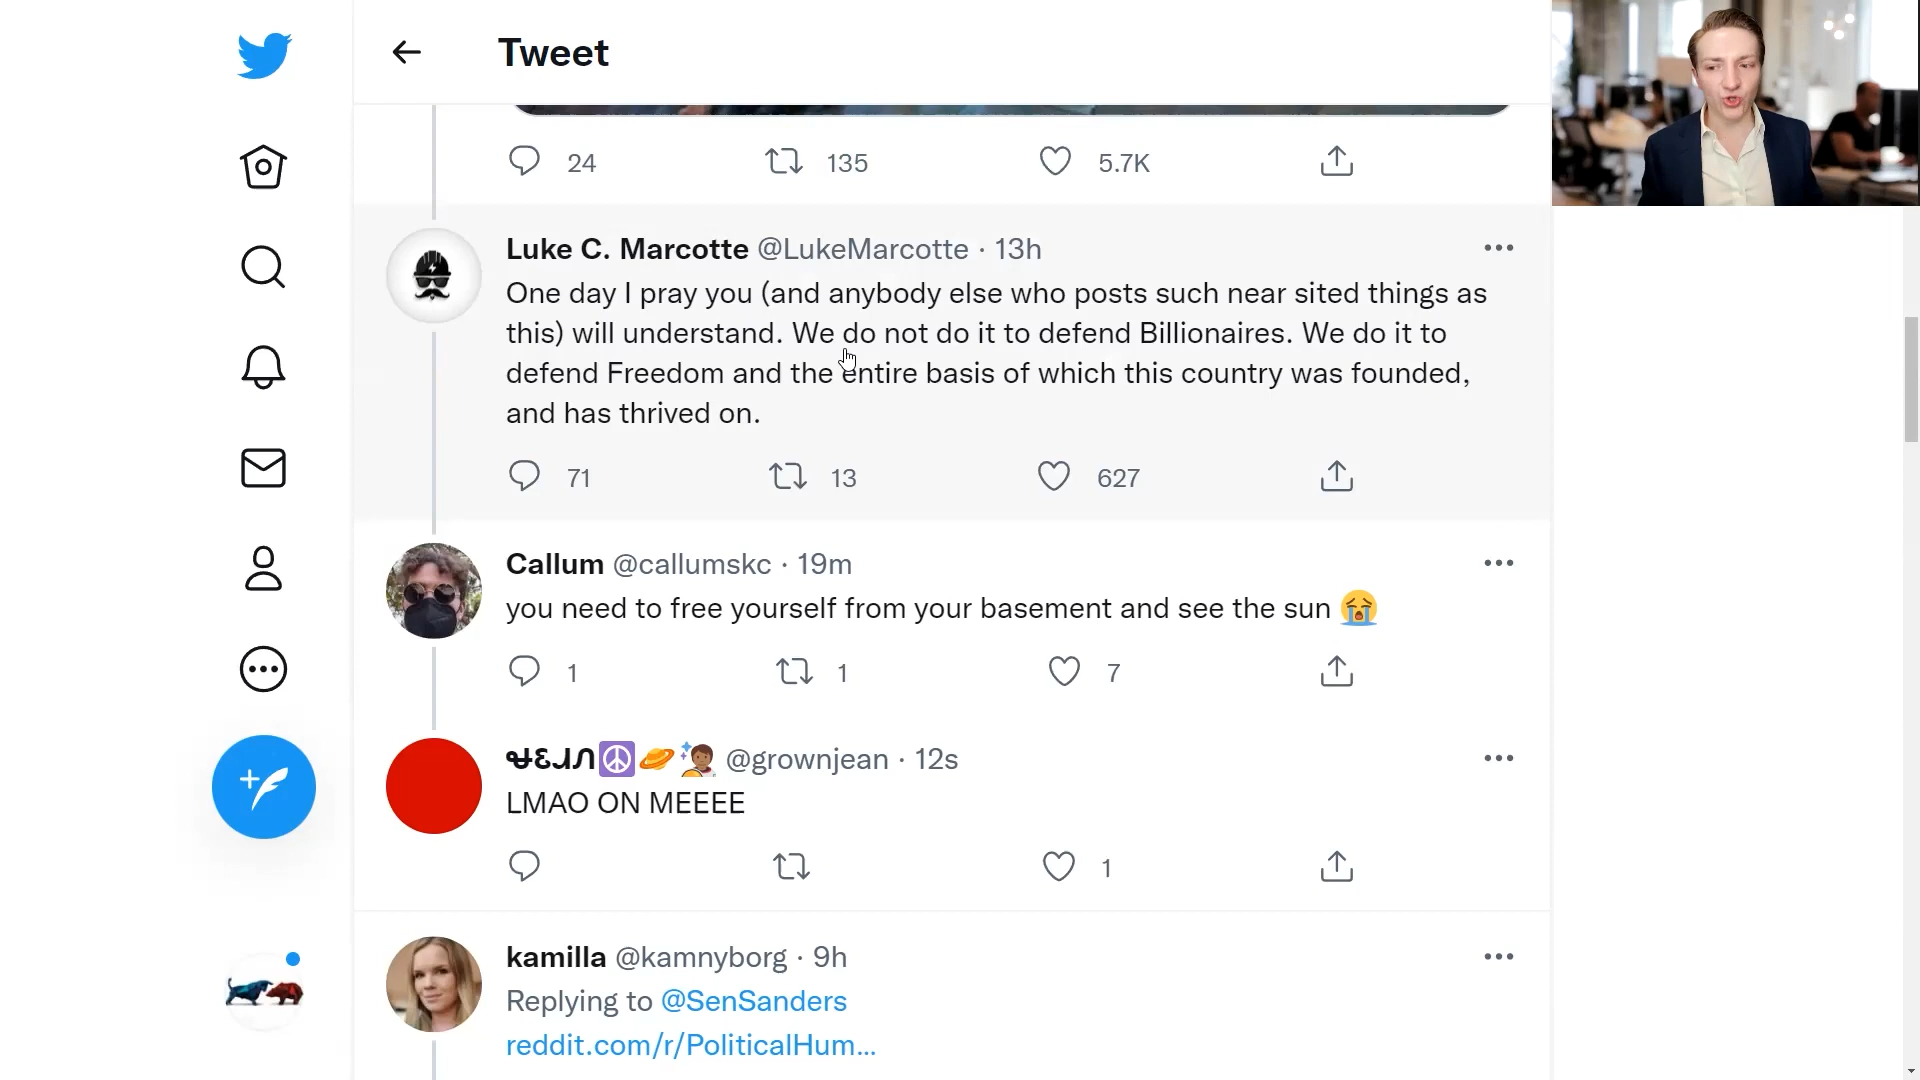 Tweet
24 135 5.7K
Luke C. Marcotte @LukeMarcotte · 13h
One day I pray you (and anybody else who posts such near sited things as
this) will understand. We do not do it to defend Billionaires. We do it to
defend Freedom and the entire basis of which this country was founded,
and has thrived on.
71 13 627
Callum @callumskc · 19m
you need to free yourself from your basement and see the sun 😭
1 1 7
@grownjean · 12s
LMAO ON MEEEE
1
kamilla @kamnyborg · 9h
Replying to @SenSanders
reddit.com/r/PoliticalHum...